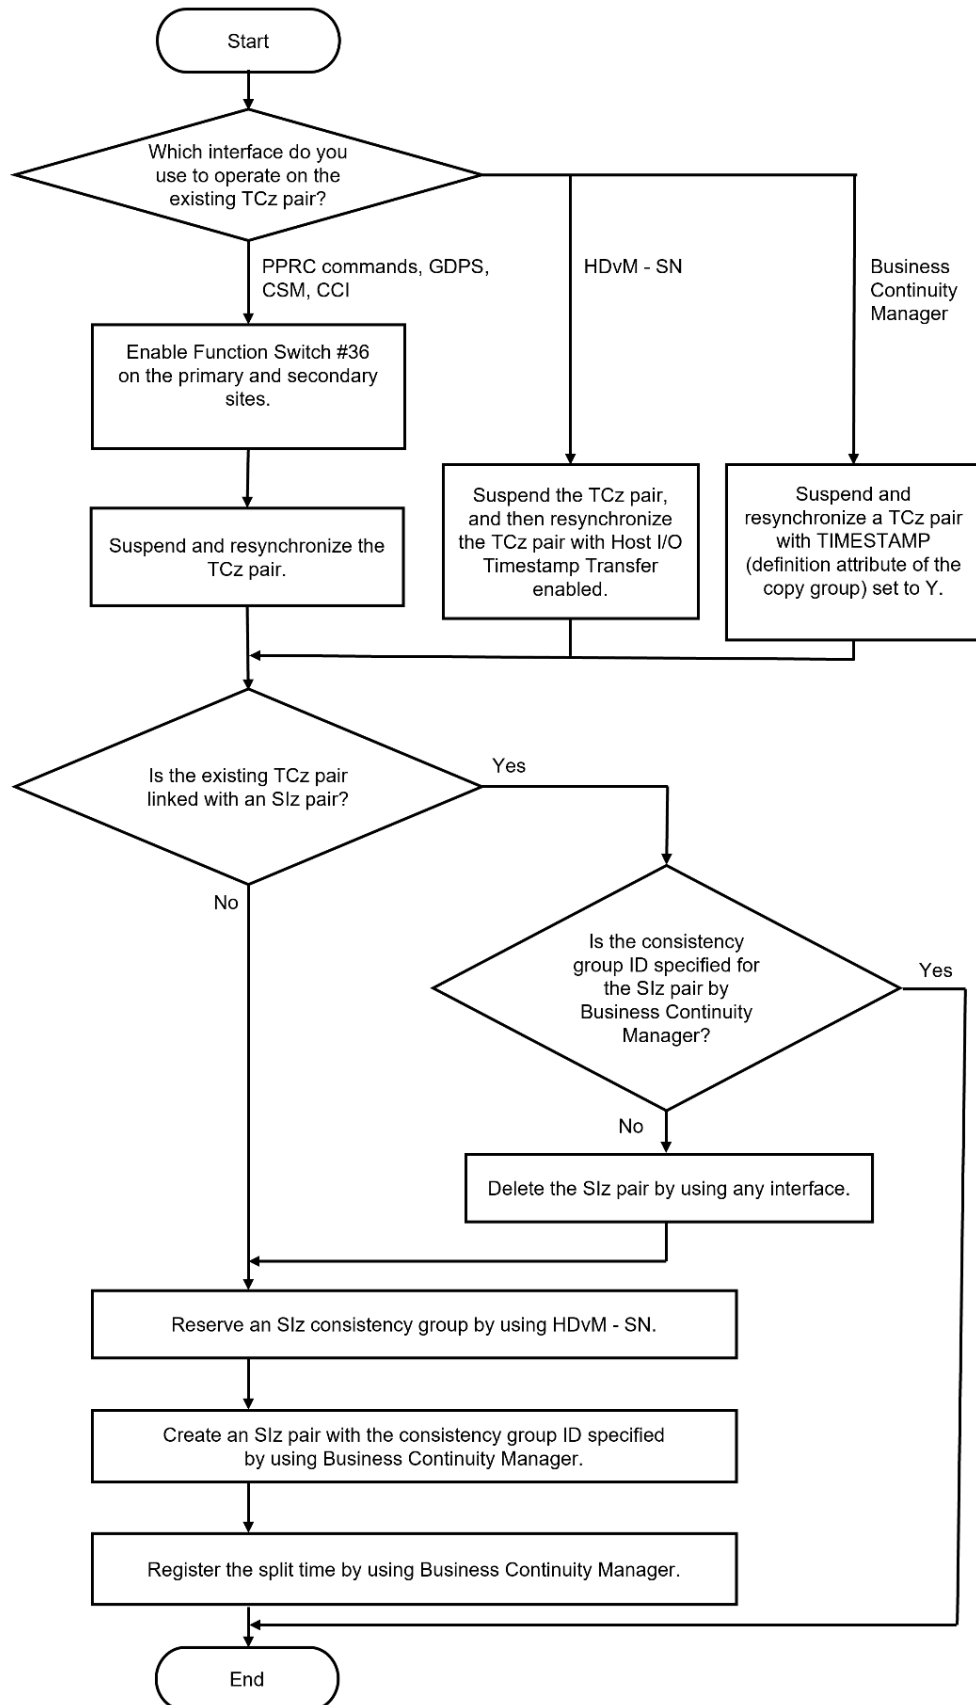 Start
Which interface do you
use to operate on the
existing TCz pair?
PPRC commands, GDPS,
CSM, CCI
HDvM - SN
Business
Continuity
Manager
Enable Function Switch #36
on the primary and secondary
sites.
Suspend and resynchronize the
TCz pair.
Suspend the TCz pair,
and then resynchronize
the TCz pair with Host I/O
Timestamp Transfer
enabled.
Suspend and
resynchronize a TCz pair
with TIMESTAMP
(definition attribute of the
copy group) set to Y.
Is the existing TCz pair
linked with an SIz pair?
Yes
No
Is the consistency
group ID specified for
the SIz pair by
Business Continuity
Manager?
Yes
No
Delete the SIz pair by using any interface.
Reserve an SIz consistency group by using HDvM - SN.
Create an SIz pair with the consistency group ID specified
by using Business Continuity Manager.
Register the split time by using Business Continuity Manager.
End